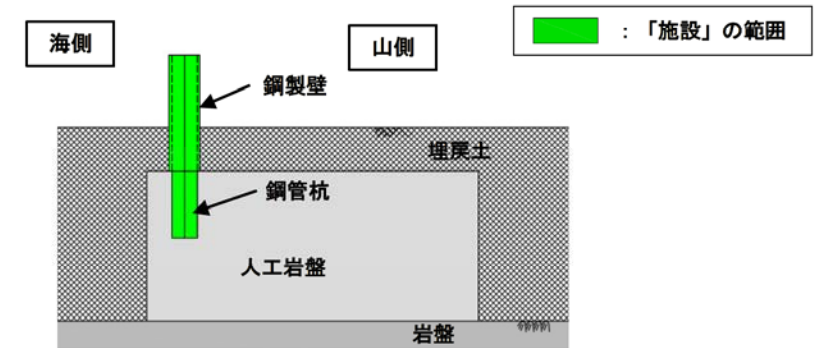 海側
山側
：「施設」の範囲
鋼製壁
埋戻土
鋼管杭
人工岩盤
岩盤